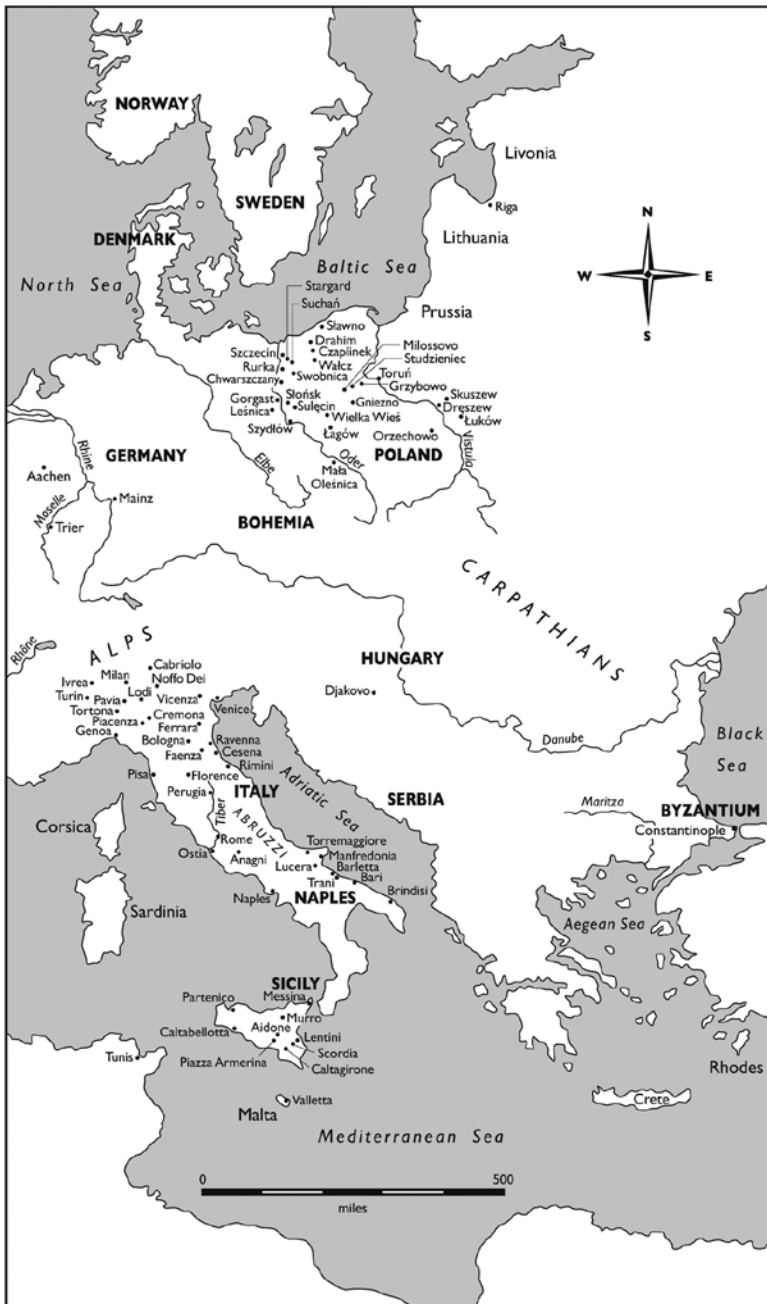 NORWAY
Livonia
SWEDEN
Riga
Lithuania
N
W
E
S
DENMARK
Baltic Sea
North Sea
Stargard
Suchań
Prussia
Sławno
Drahim
Milossovo
Czaplinek
Studzieniec
Szczecin
Wałcz
Rurka
Swobnica
Toruń
Chwarszczany
Grzybowo
Skuszew
Gorgast
Słońsk
Gniezno
Dręszew
Leśnica
Sulęcin
Wielka Wieś
Łuków
Szydłów
Łagów
Orzechowo
GERMANY
Rhine
Elbe
Oder
POLAND
Vistula
Aachen
Mała
Oleśnica
Moselle
Mainz
Trier
BOHEMIA
CARPATHIANS
Rhône
ALPS
HUNGARY
Cabriolo
Ivrea
Milan
Noffo Dei
Djakovo
Turin
Lodi
Pavia
Vicenza
Venice
Tortona
Cremona
Piacenza
Ferrara
Genoa
Bologna
Ravenna
Faenza
Cesena
Danube
Black
Sea
Rimini
Pisa
Florence
Adriatic Sea
Perugia
ITALY
SERBIA
Maritza
BYZANTIUM
Tiber
ABRUZZI
Constantinople
Corsica
Rome
Torremaggiore
Ostia
Anagni
Manfredonia
Lucera
Barletta
Trani
Bari
Naples
NAPLES
Brindisi
Sardinia
Aegean Sea
SICILY
Messina
Partenico
Murro
Aidone
Caltabellotta
Lentini
Tunis
Scordia
Piazza Armerina
Caltagirone
Rhodes
Malta
Valletta
Crete
Mediterranean Sea
0
500
miles